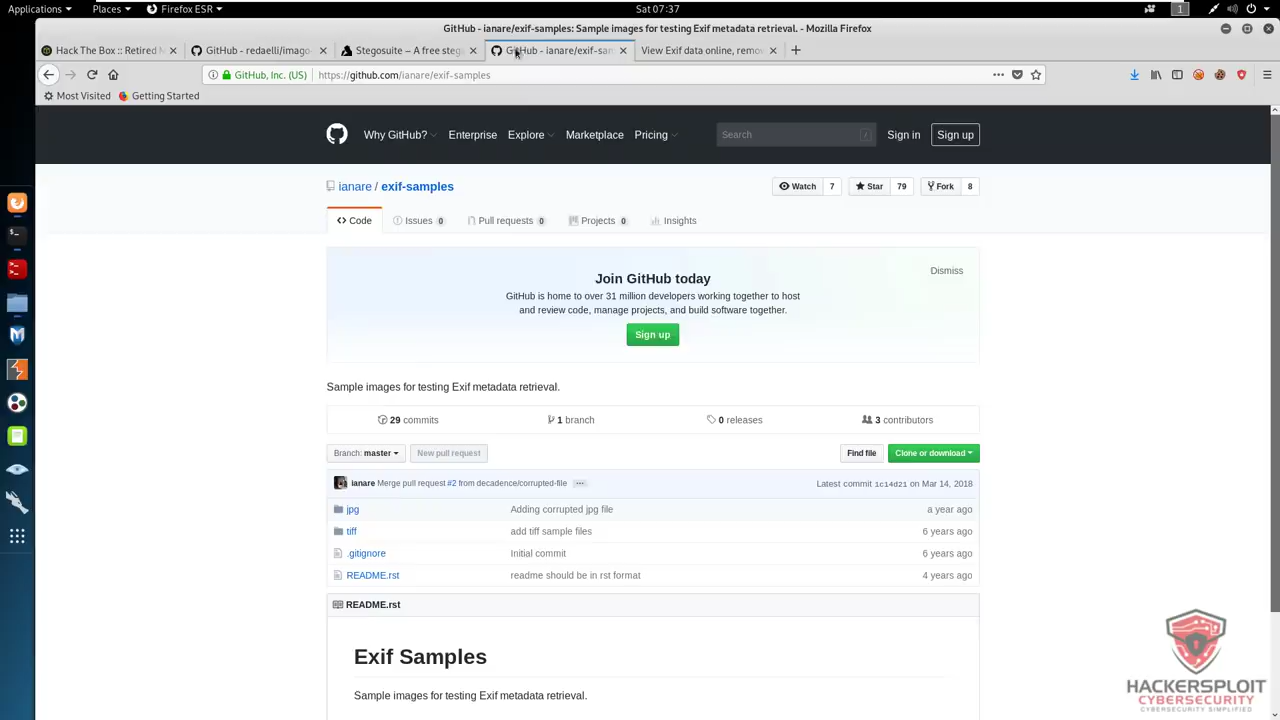 Applications Places Firefox ESR Sat 07:37 1
GitHub - ianare/exif-samples: Sample images for testing Exif metadata retrieval. - Mozilla Firefox
Hack The Box :: Retired M GitHub - redaelli/imago- Stegosuite – A free steg GitHub - ianare/exif-sam View Exif data online, remov
GitHub, Inc. (US) https://github.com/ianare/exif-samples
Most Visited Getting Started
Why GitHub? Enterprise Explore Marketplace Pricing Search / Sign in Sign up
ianare / exif-samples Watch 7 Star 79 Fork 8
Code Issues 0 Pull requests 0 Projects 0 Insights
Join GitHub today
Dismiss
GitHub is home to over 31 million developers working together to host
and review code, manage projects, and build software together.
Sign up
Sample images for testing Exif metadata retrieval.
29 commits 1 branch 0 releases 3 contributors
Branch: master New pull request Find file Clone or download
ianare Merge pull request #2 from decadence/corrupted-file ... Latest commit 1c14d21 on Mar 14, 2018
jpg Adding corrupted jpg file a year ago
tiff add tiff sample files 6 years ago
.gitignore Initial commit 6 years ago
README.rst readme should be in rst format 4 years ago
README.rst
Exif Samples
Sample images for testing Exif metadata retrieval.
HACKERSPLOIT
CYBERSECURITY
CYBERSECURITY SIMPLIFIED